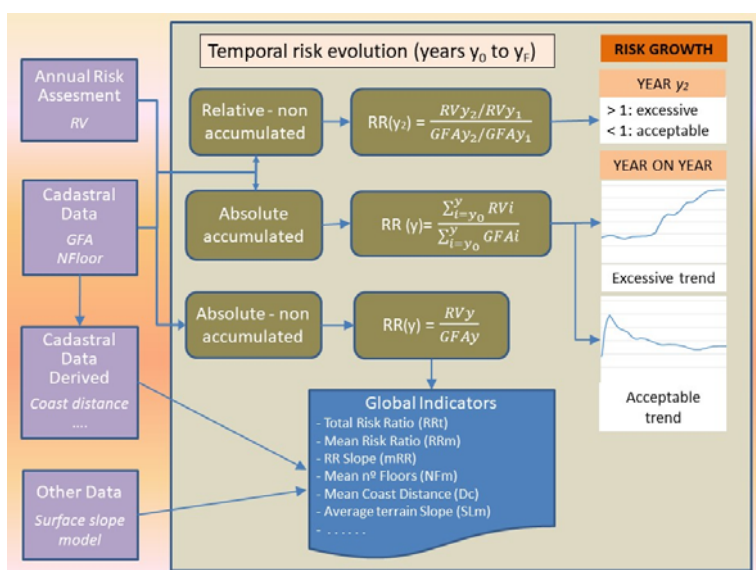 Temporal risk evolution (years y₀ to y_F)
RISK GROWTH
Annual Risk
Assesment
RV
Cadastral Data
GFA
NFloor
Cadastral
Data
Derived
Coast distance
....
Other Data
Surface slope
model
Relative - non
accumulated
RR(y₂) = (RVy₂/RVy₁) / (GFAy₂/GFAy₁)
YEAR y₂
> 1: excessive
< 1: acceptable
YEAR ON YEAR
Absolute
accumulated
RR (y)= (∑_{i=y₀}^{y} RVi) / (∑_{i=y₀}^{y} GFAi)
Excessive trend
Absolute - non
accumulated
RR(y) = RVy / GFAy
Acceptable
trend
Global Indicators
- Total Risk Ratio (RRt)
- Mean Risk Ratio (RRm)
- RR Slope (mRR)
- Mean nº Floors (NFm)
- Mean Coast Distance (Dc)
- Average terrain Slope (SLm)
- . . . . . .